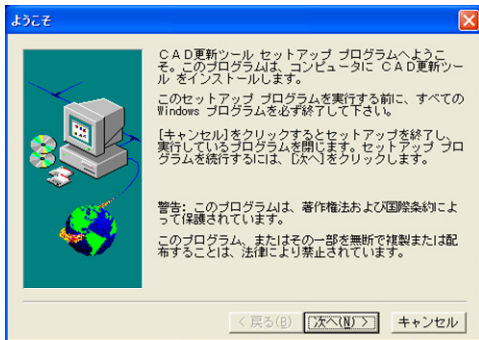 ようこそ
ＣＡＤ更新ツール セットアップ プログラムへようこ
そ。このプログラムは、コンピュータに ＣＡＤ更新ツー
ル をインストールします。
このセットアップ プログラムを実行する前に、すべての
Windows プログラムを必ず終了して下さい。
[キャンセル]をクリックするとセットアップを終了し、
実行しているプログラムを閉じます。セットアップ プロ
グラムを続行するには、[次へ]をクリックします。
警告: このプログラムは、著作権法および国際条約によ
って保護されています。
このプログラム、またはその一部を無断で複製または配
布することは、法律により禁止されています。
< 戻る(B)
次へ(N) >
キャンセル